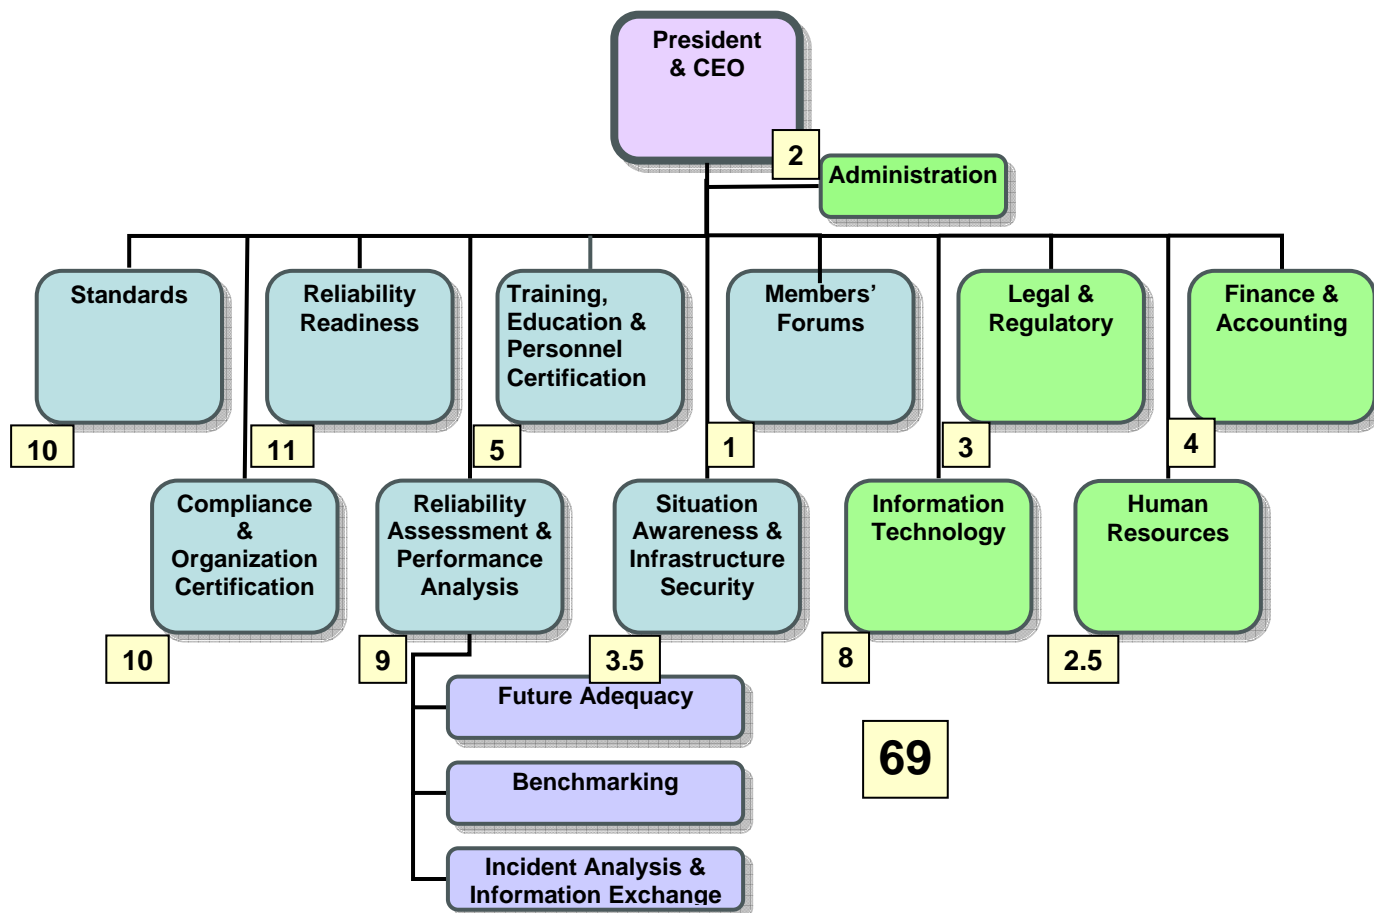 President
& CEO
2
Administration
Standards
Reliability
Readiness
Training,
Education &
Personnel
Certification
Members’
Forums
Legal &
Regulatory
Finance &
Accounting
10
11
5
1
3
4
Compliance
&
Organization
Certification
Reliability
Assessment &
Performance
Analysis
Situation
Awareness &
Infrastructure
Security
Information
Technology
Human
Resources
10
9
3.5
8
2.5
Future Adequacy
Benchmarking
Incident Analysis &
Information Exchange
69